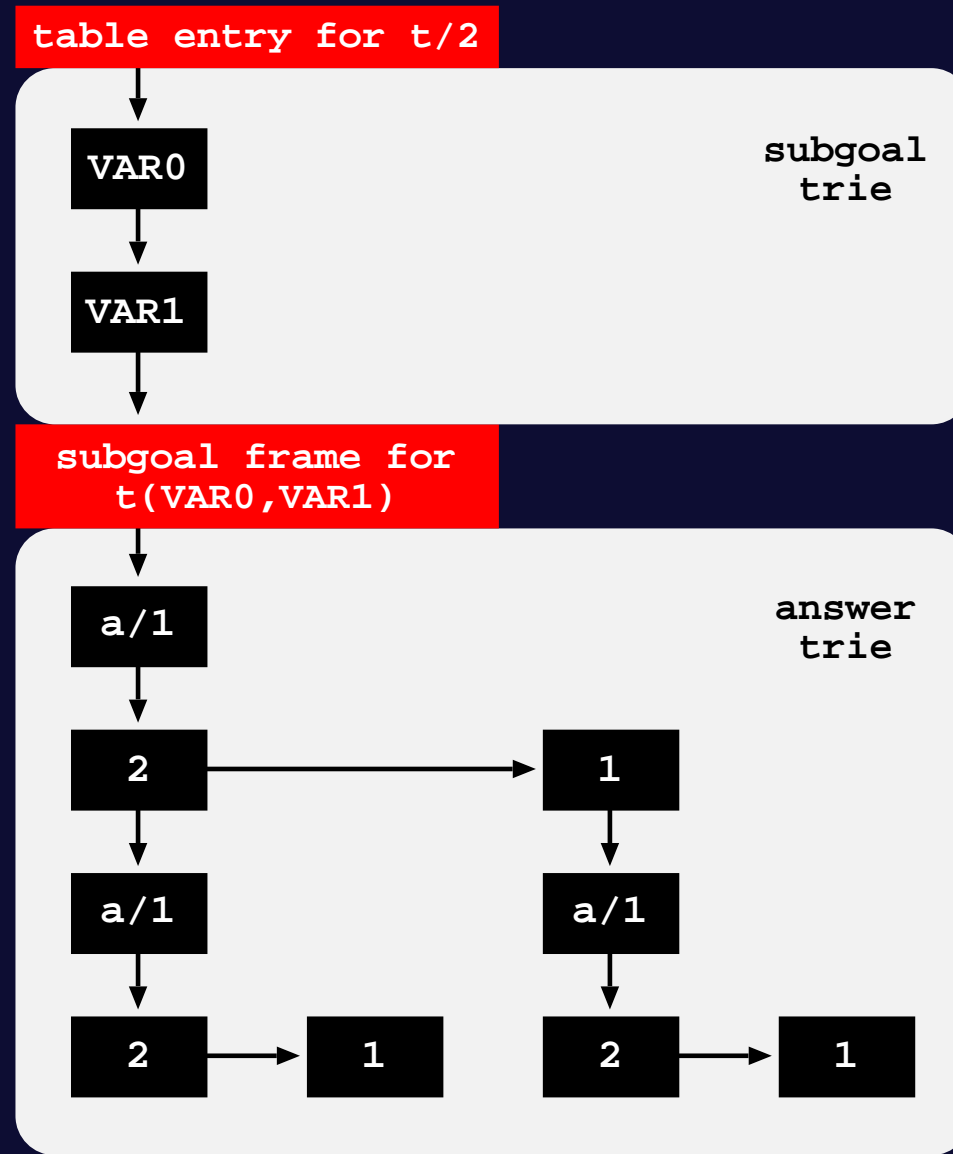 table entry for t/2
VAR0
subgoal
trie
VAR1
subgoal frame for
t(VAR0,VAR1)
a/1
answer
trie
2
1
a/1
a/1
2
1
2
1